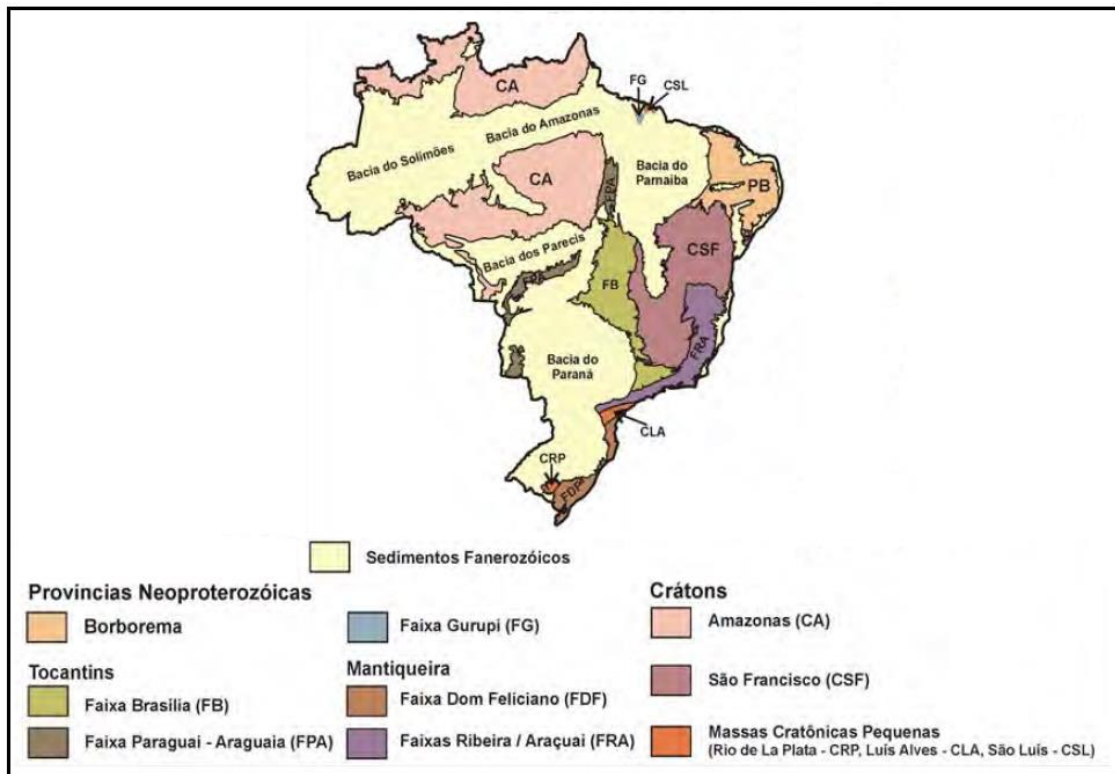 FG
CSL
CA
Bacia do Amazonas
Bacia do Solimões
CA
FPA
Bacia do
Parnaiba
PB
CSF
Bacia dos Parecis
FPA
FB
FRA
Bacia do
Paraná
CLA
CRP
FDF
Sedimentos Fanerozóicos
Provincias Neoproterozóicas
Borborema
Faixa Gurupi (FG)
Crátons
Amazonas (CA)
Tocantins
Faixa Brasilia (FB)
Faixa Paraguai - Araguaia (FPA)
Mantiqueira
Faixa Dom Feliciano (FDF)
Faixas Ribeira / Araçuai (FRA)
São Francisco (CSF)
Massas Cratônicas Pequenas
(Rio de La Plata - CRP, Luís Alves - CLA, São Luís - CSL)